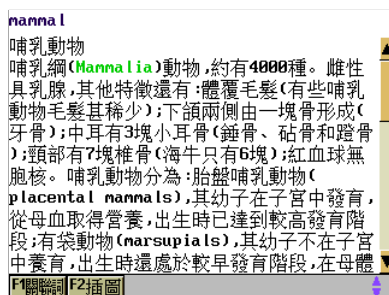 mammal
哺乳動物
哺乳綱(Mammalia)動物,約有4000種。雌性
具乳腺,其他特徵還有:體覆毛髮(有些哺乳
動物毛髮甚稀少);下頜兩側由一塊骨形成(
牙骨);中耳有3塊小耳骨(錘骨、砧骨和蹬骨
);頸部有7塊椎骨(海牛只有6塊);紅血球無
胞核。哺乳動物分為:胎盤哺乳動物(
placental mammals),其幼子在子宮中發育,
從母血取得營養,出生時已達到較高發育階
段;有袋動物(marsupials),其幼子不在子宮
中養育,出生時還處於較早發育階段,在母體
F1關聯詞 F2插圖